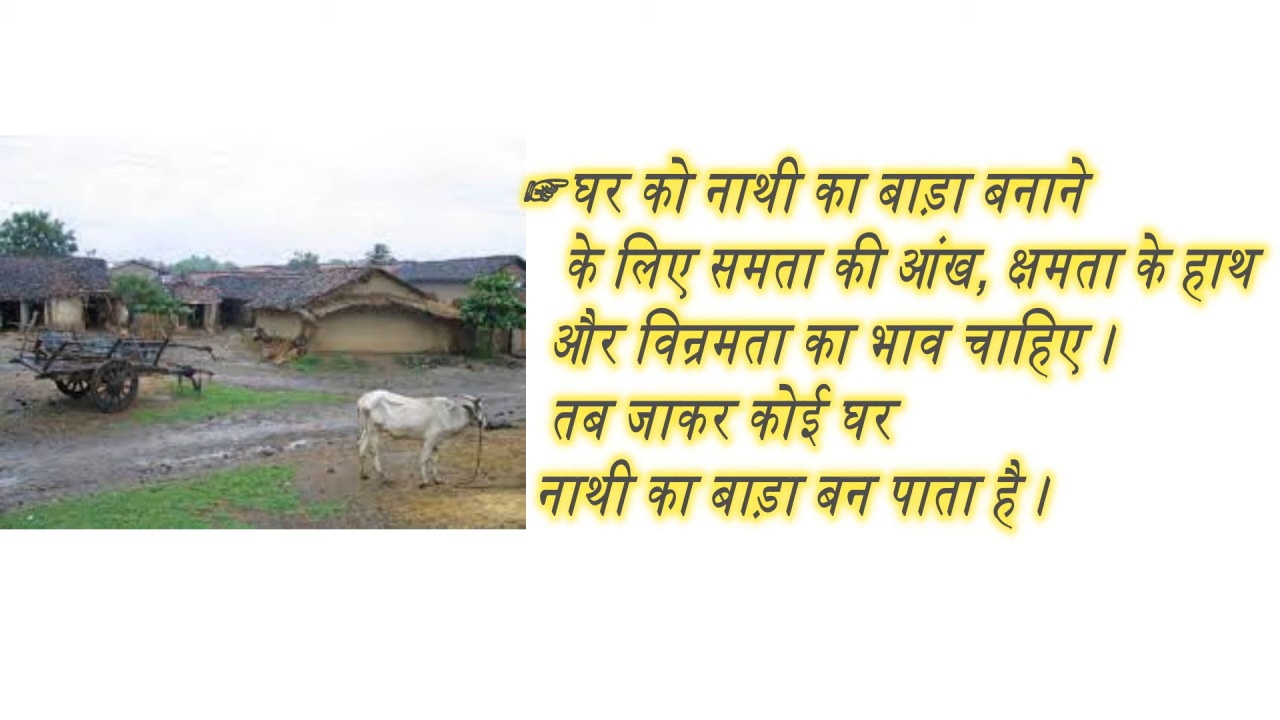 ☞घर को नाथी का बाड़ा बनाने
के लिए समता की आंख, क्षमता के हाथ
और विन्रमता का भाव चाहिए।
तब जाकर कोई घर
नाथी का बाड़ा बन पाता है।